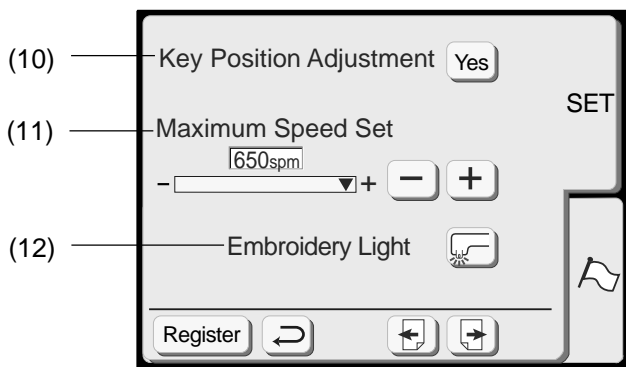 (10) Key Position Adjustment Yes
SET
(11) Maximum Speed Set
650spm
- +
− +
(12) Embroidery Light
Register